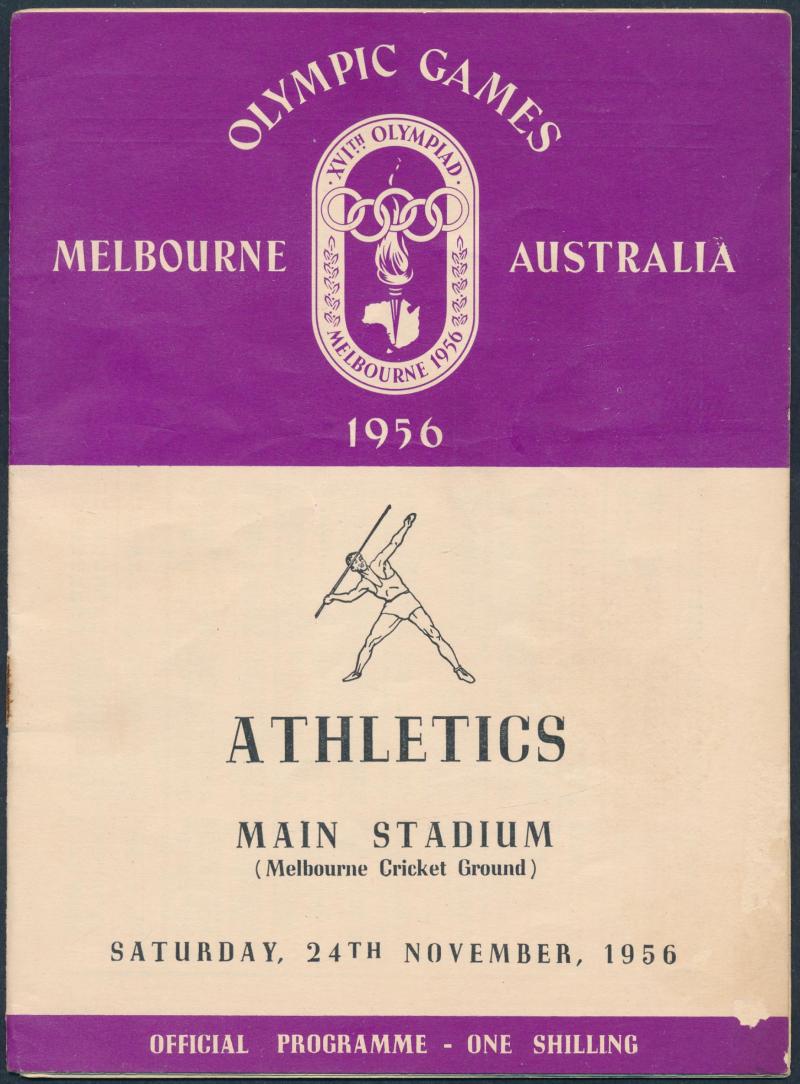 OLYMPIC GAMES
XVITH OLYMPIAD
MELBOURNE
AUSTRALIA
MELBOURNE 1956
1956
ATHLETICS
MAIN STADIUM
(Melbourne Cricket Ground)
SATURDAY, 24TH NOVEMBER, 1956
OFFICIAL PROGRAMME - ONE SHILLING